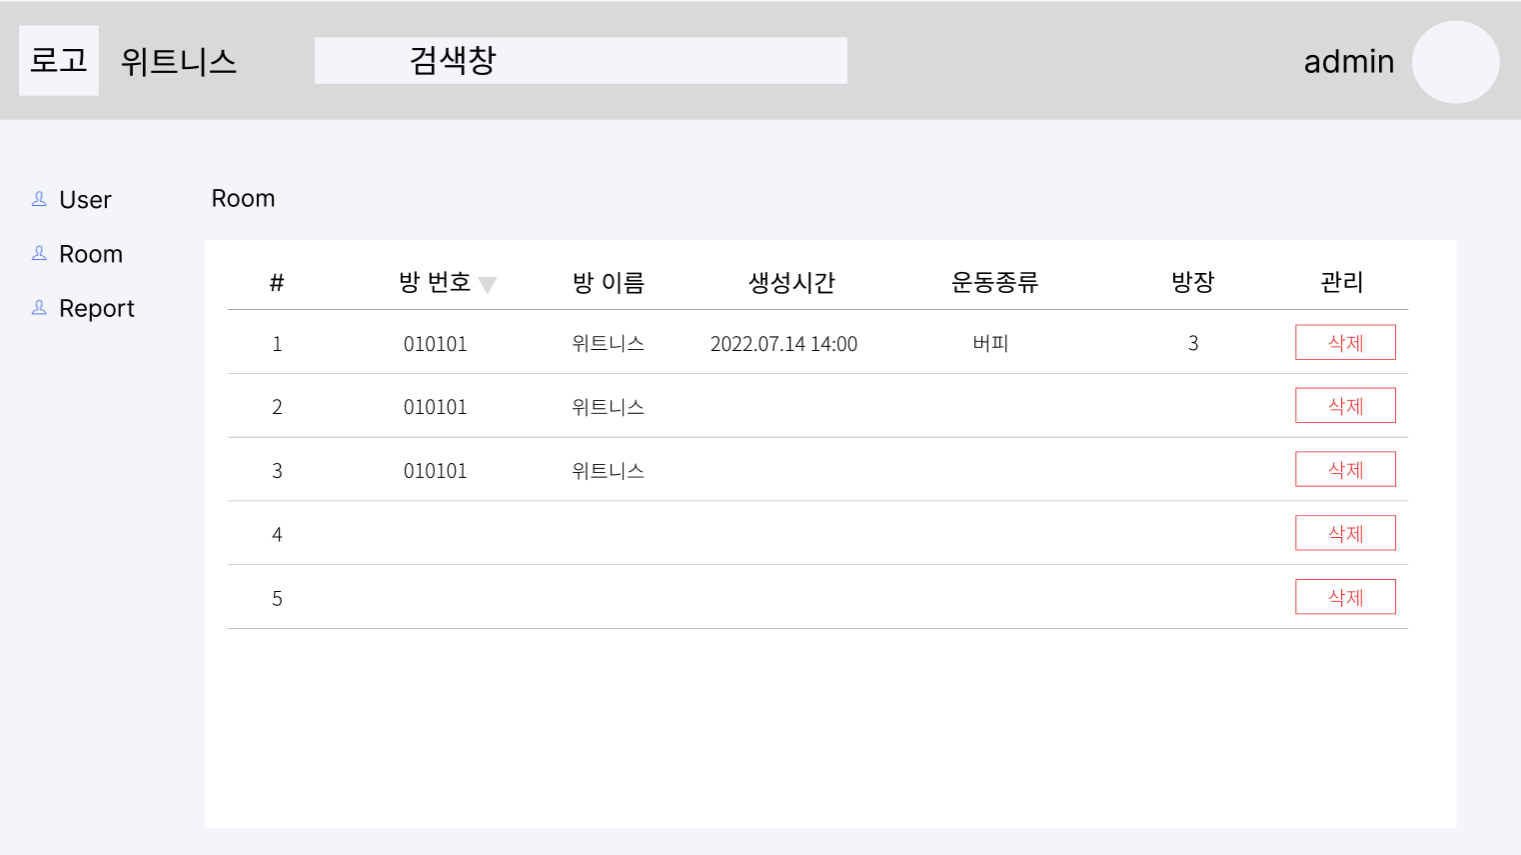 로고 위트니스 검색창 admin
User
Room
Report
Room
# 방 번호 방 이름 생성시간 운동종류 방장 관리
1 010101 위트니스 2022.07.14 14:00 버피 3 삭제
2 010101 위트니스 삭제
3 010101 위트니스 삭제
4 삭제
5 삭제